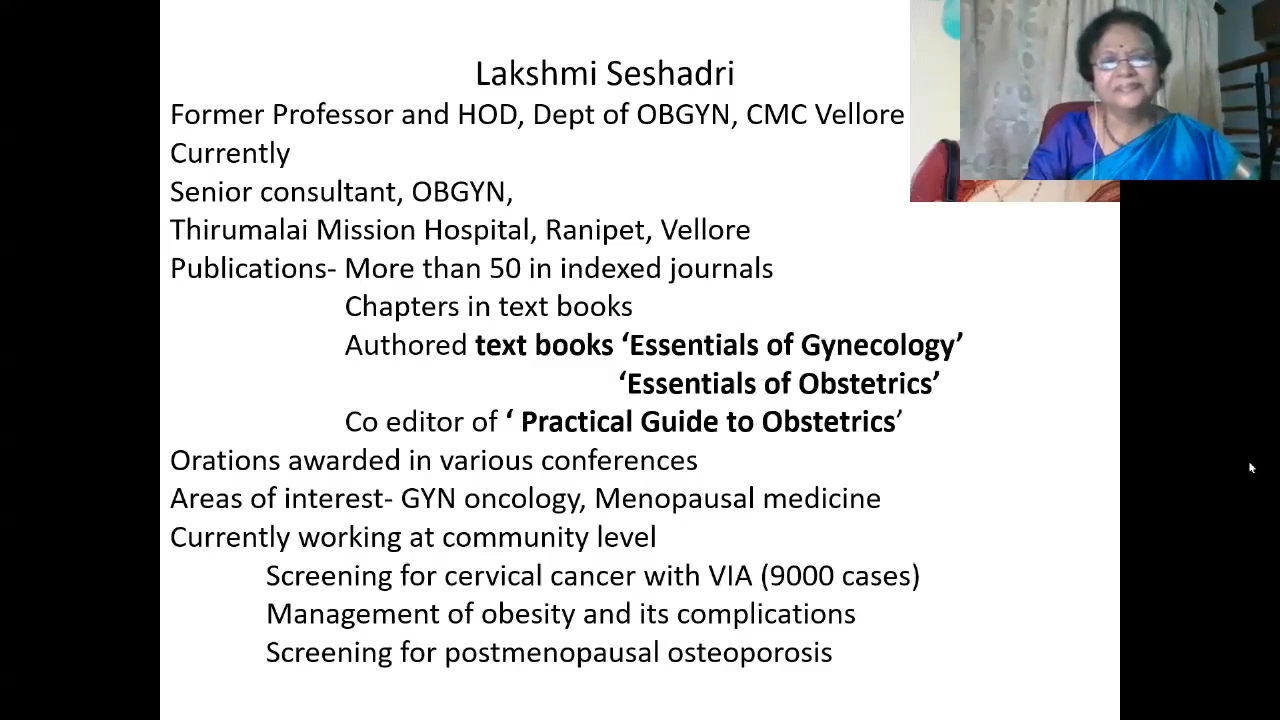 Lakshmi Seshadri
Former Professor and HOD, Dept of OBGYN, CMC Vellore
Currently
Senior consultant, OBGYN,
Thirumalai Mission Hospital, Ranipet, Vellore
Publications- More than 50 in indexed journals
Chapters in text books
Authored text books ‘Essentials of Gynecology’
‘Essentials of Obstetrics’
Co editor of ‘ Practical Guide to Obstetrics’
Orations awarded in various conferences
Areas of interest- GYN oncology, Menopausal medicine
Currently working at community level
Screening for cervical cancer with VIA (9000 cases)
Management of obesity and its complications
Screening for postmenopausal osteoporosis